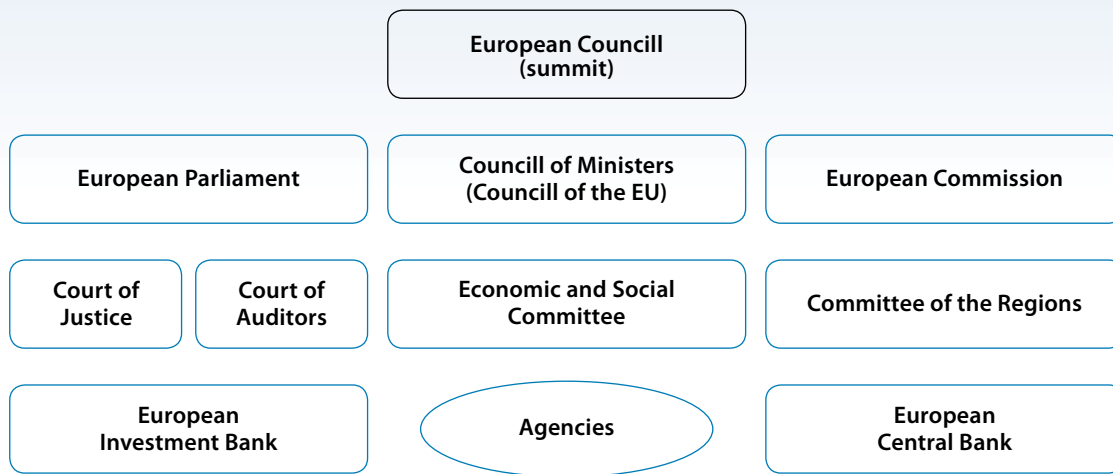 European Councill
(summit)
European Parliament
Councill of Ministers
(Councill of the EU)
European Commission
Court of
Justice
Court of
Auditors
Economic and Social
Committee
Committee of the Regions
European
Investment Bank
Agencies
European
Central Bank